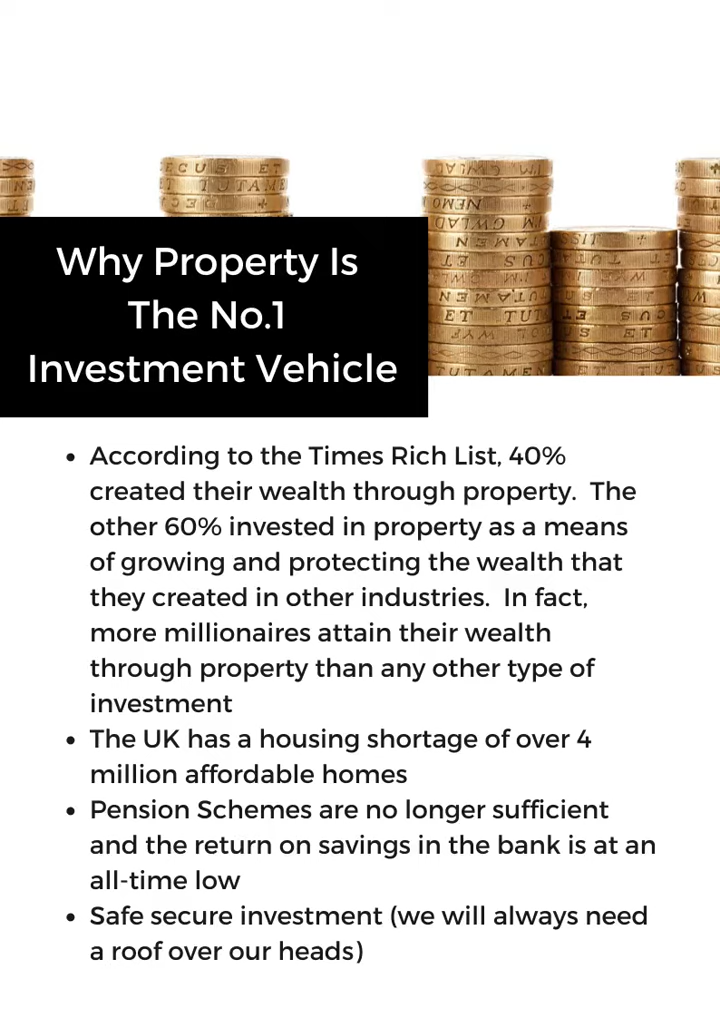 Why Property Is
The No.1
Investment Vehicle
• According to the Times Rich List, 40%
created their wealth through property.  The
other 60% invested in property as a means
of growing and protecting the wealth that
they created in other industries.  In fact,
more millionaires attain their wealth
through property than any other type of
investment
• The UK has a housing shortage of over 4
million affordable homes
• Pension Schemes are no longer sufficient
and the return on savings in the bank is at an
all-time low
• Safe secure investment (we will always need
a roof over our heads)